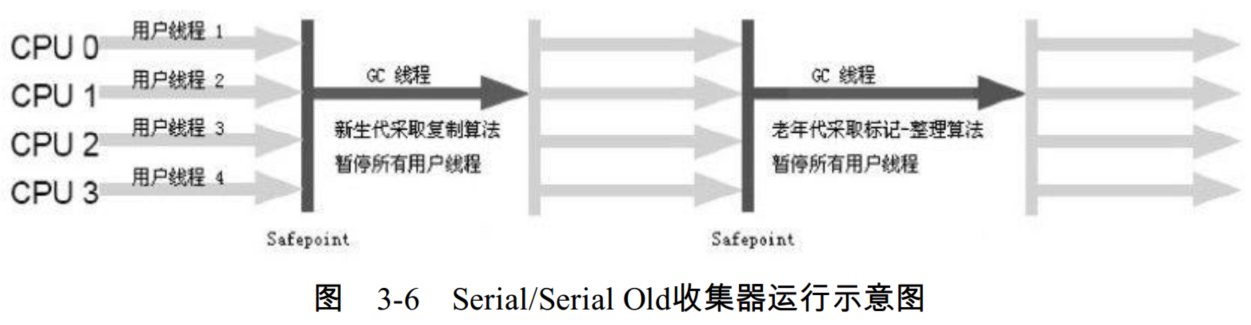 CPU 0 用户线程 1
CPU 1 用户线程 2
CPU 2 用户线程 3
CPU 3 用户线程 4
GC 线程
新生代采取复制算法
暂停所有用户线程
GC 线程
老年代采取标记-整理算法
暂停所有用户线程
Safepoint
Safepoint
图 3-6 Serial/Serial Old收集器运行示意图